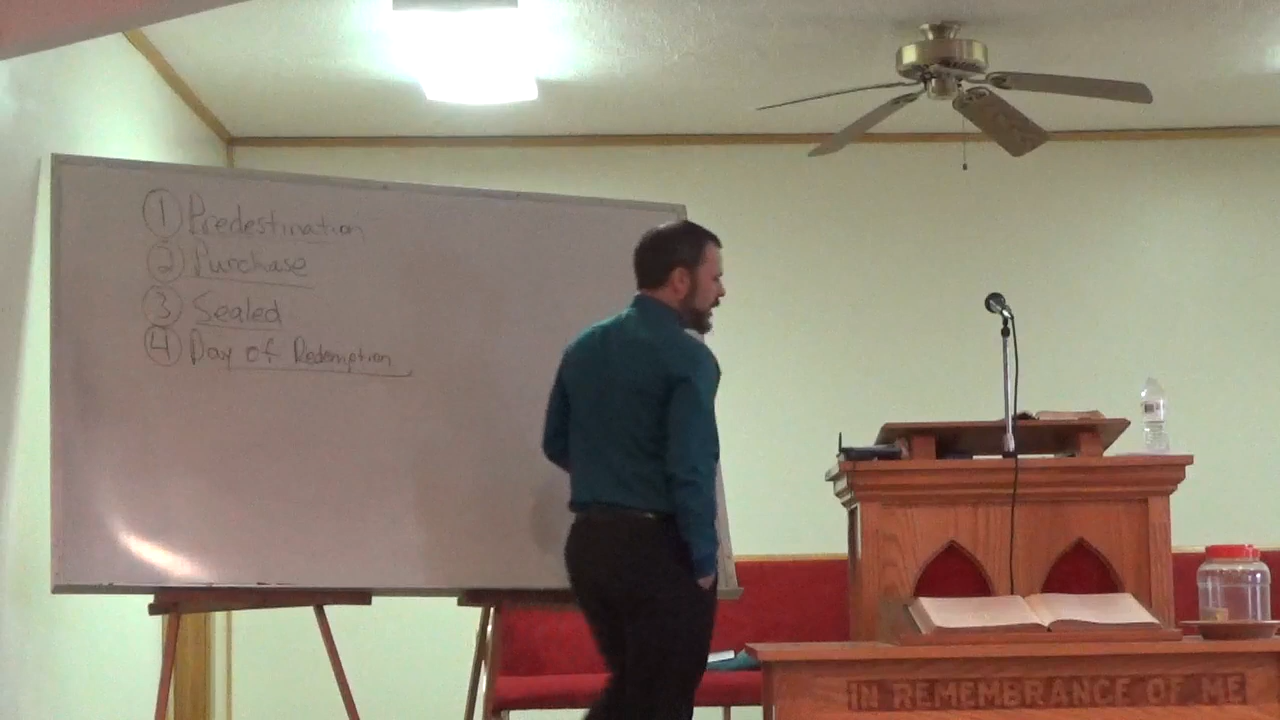 ① Predestination
② Purchase
③ Sealed
④ Day of Redemption
IN REMEMBRANCE OF ME